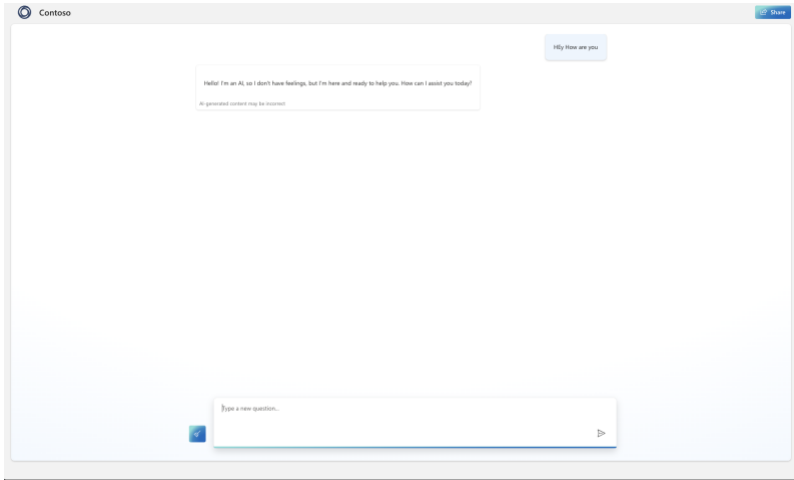 Contoso
Share
Hi!y How are you
Hello! I'm an AI, so I don't have feelings, but I'm here and ready to help you. How can I assist you today?
AI-generated content may be incorrect
Type a new question...